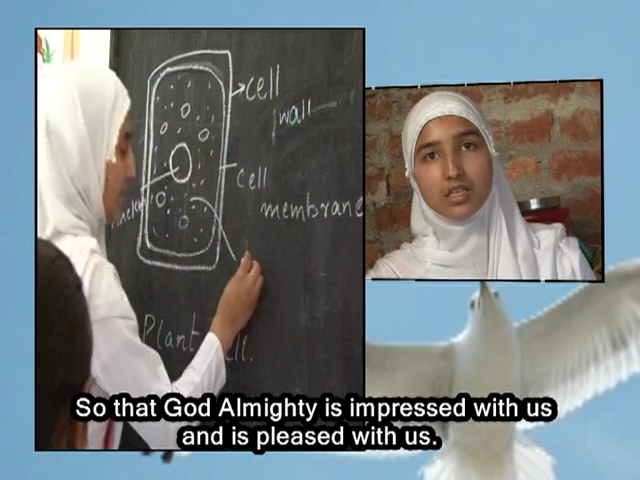 cell
wall
cell
membrane
Plant
So that God Almighty is impressed with us
and is pleased with us.